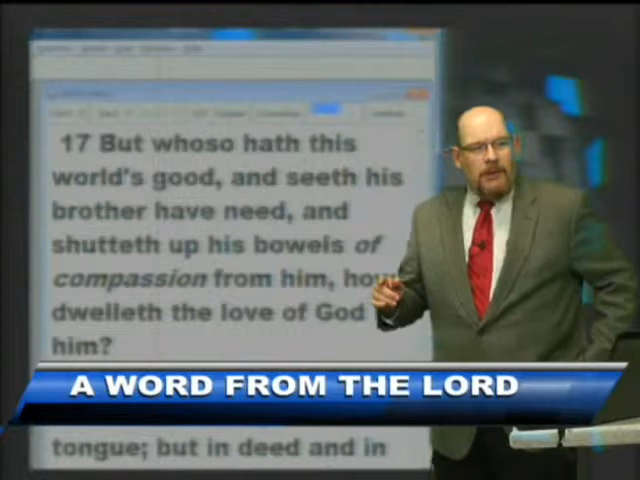 17 But whoso hath this
world's good, and seeth his
brother have need, and
shutteth up his bowels of
compassion from him, how
dwelleth the love of God
him?
A WORD FROM THE LORD
tongue; but in deed and in